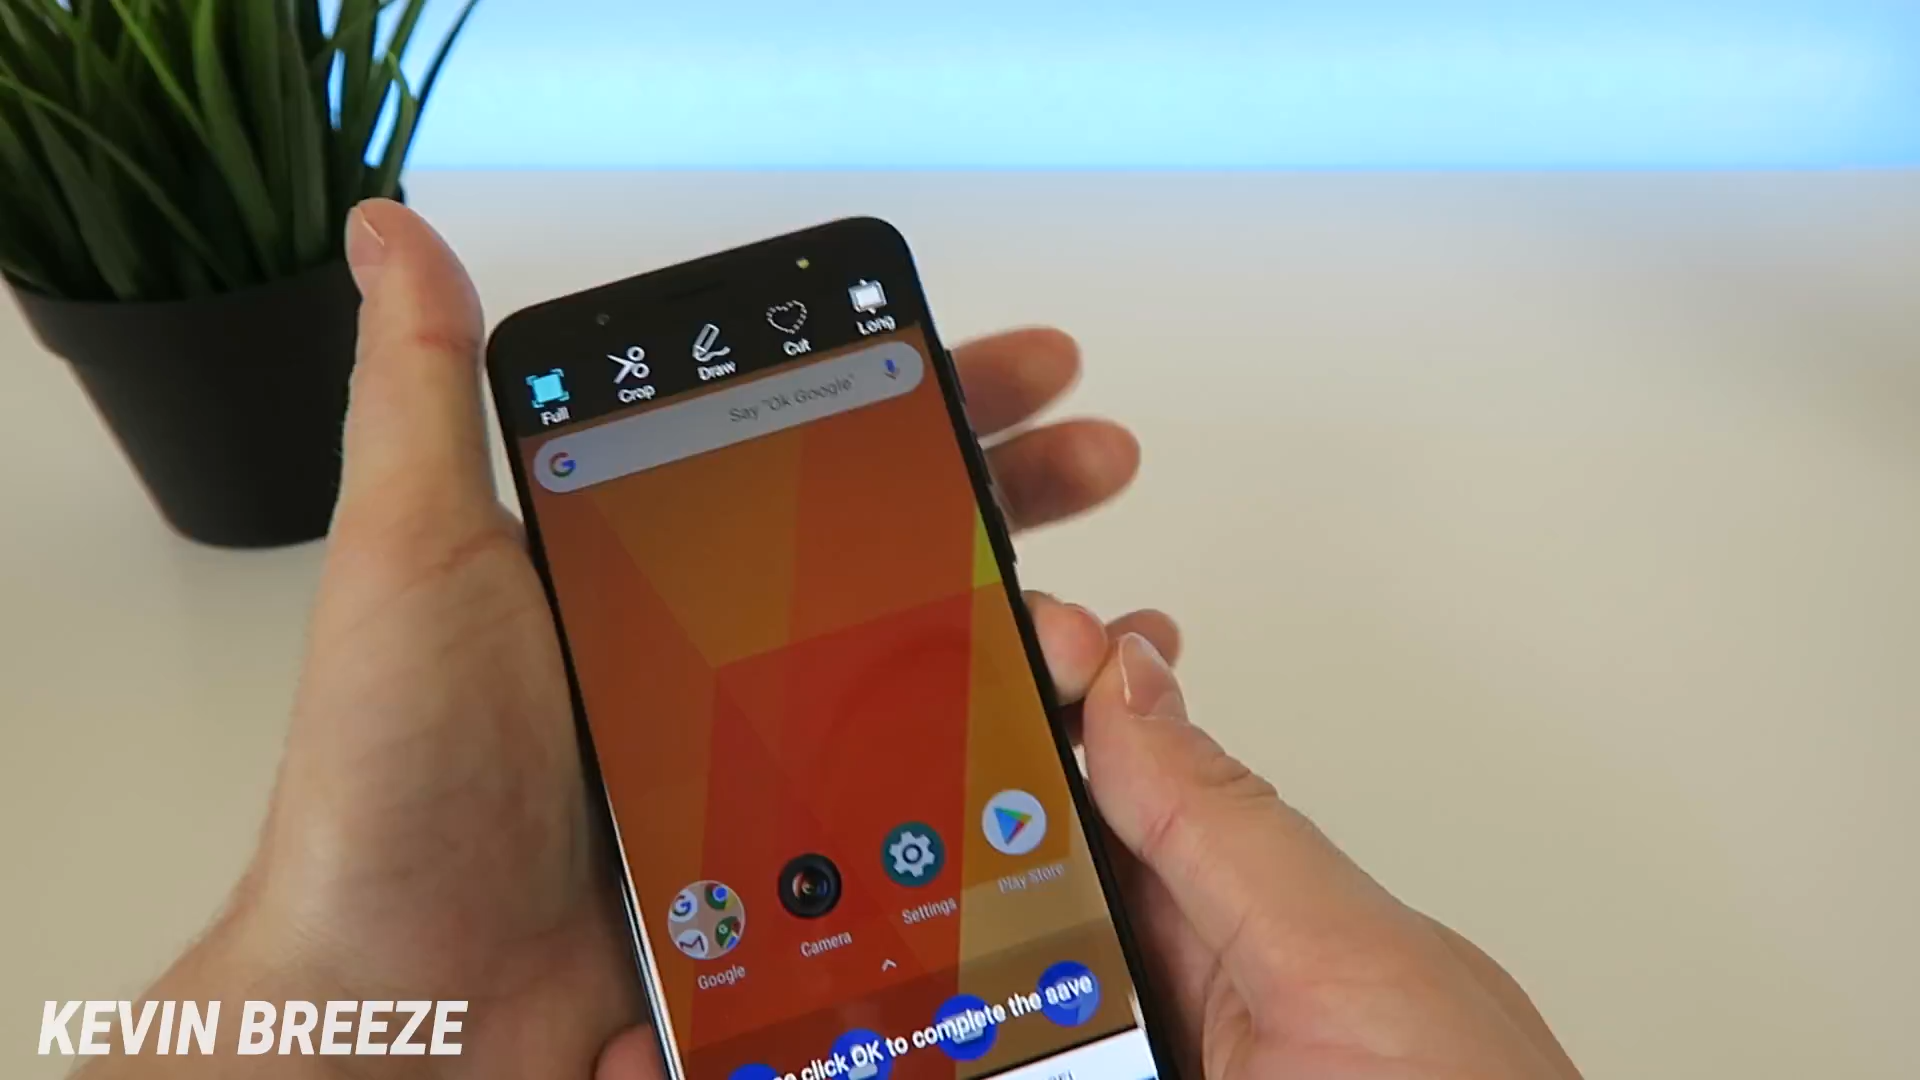 Full
Crop
Draw
Cut
Long
Say "Ok Google"
Google
Camera
Settings
Play Store
click OK to complete the save
KEVIN BREEZE